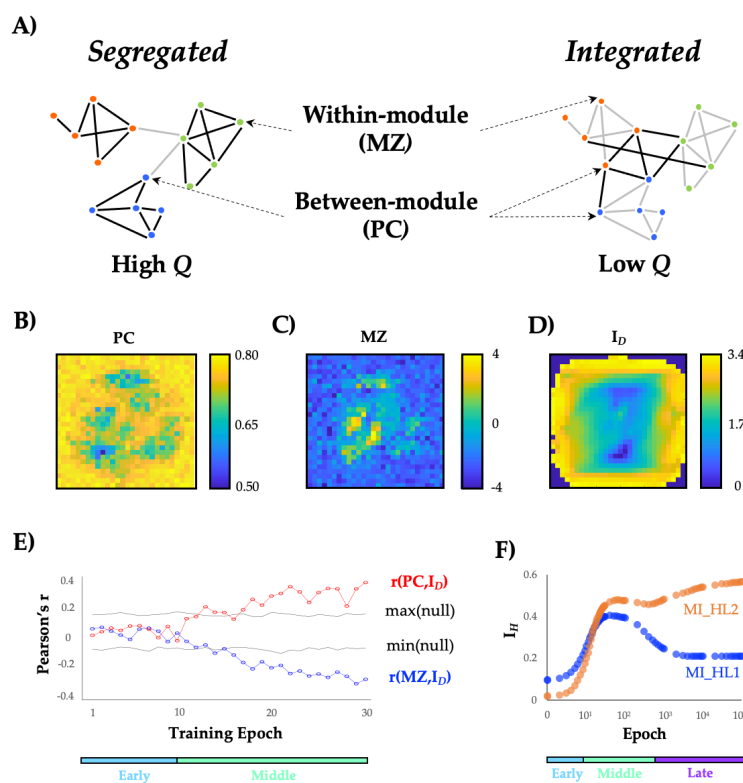 A)
Segregated
Integrated
Within-module
(MZ)
Between-module
(PC)
High Q
Low Q
B)
PC
0.80
0.65
0.50
C)
MZ
4
0
-4
D)
I_D
3.4
1.7
0
E)
Pearson's r
0.4
0.2
0
-0.2
-0.4
r(PC,I_D)
max(null)
min(null)
r(MZ,I_D)
1
10
20
30
Training Epoch
Early
Middle
F)
I_H
0.6
0.4
0.2
0.0
MI_HL2
MI_HL1
0
10¹
10²
10³
10⁴
10⁵
Epoch
Early
Middle
Late